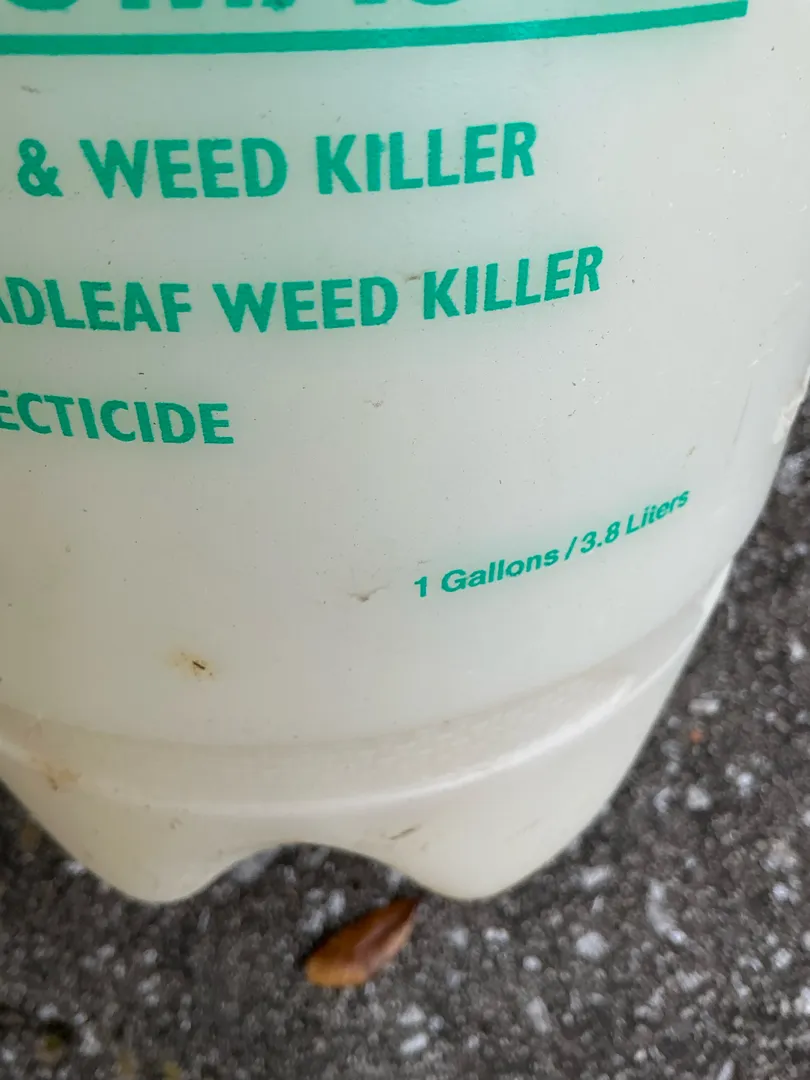 & WEED KILLER
ADLEAF WEED KILLER
ECTICIDE
1 Gallons / 3.8 Liters